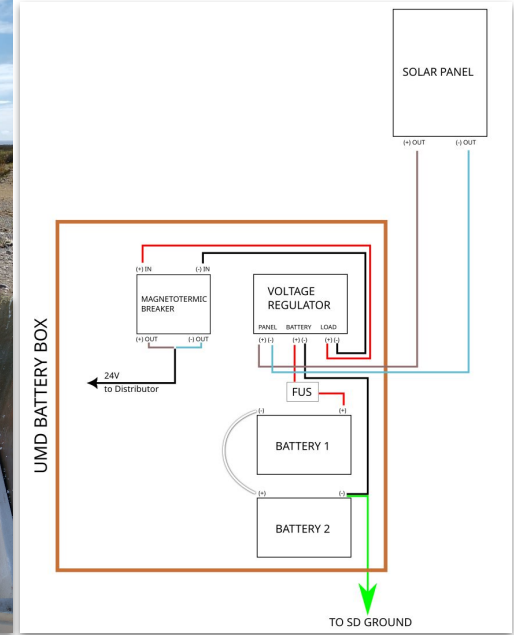 SOLAR PANEL
(+) OUT (-) OUT
UMD BATTERY BOX
(+) IN (-) IN
MAGNETOTERMIC
BREAKER
(+) OUT (-) OUT
24V
to Distributor
VOLTAGE
REGULATOR
PANEL BATTERY LOAD
(+) (-) (+) (-) (+) (-)
FUS
(-) (+)
BATTERY 1
(+) (-)
BATTERY 2
TO SD GROUND